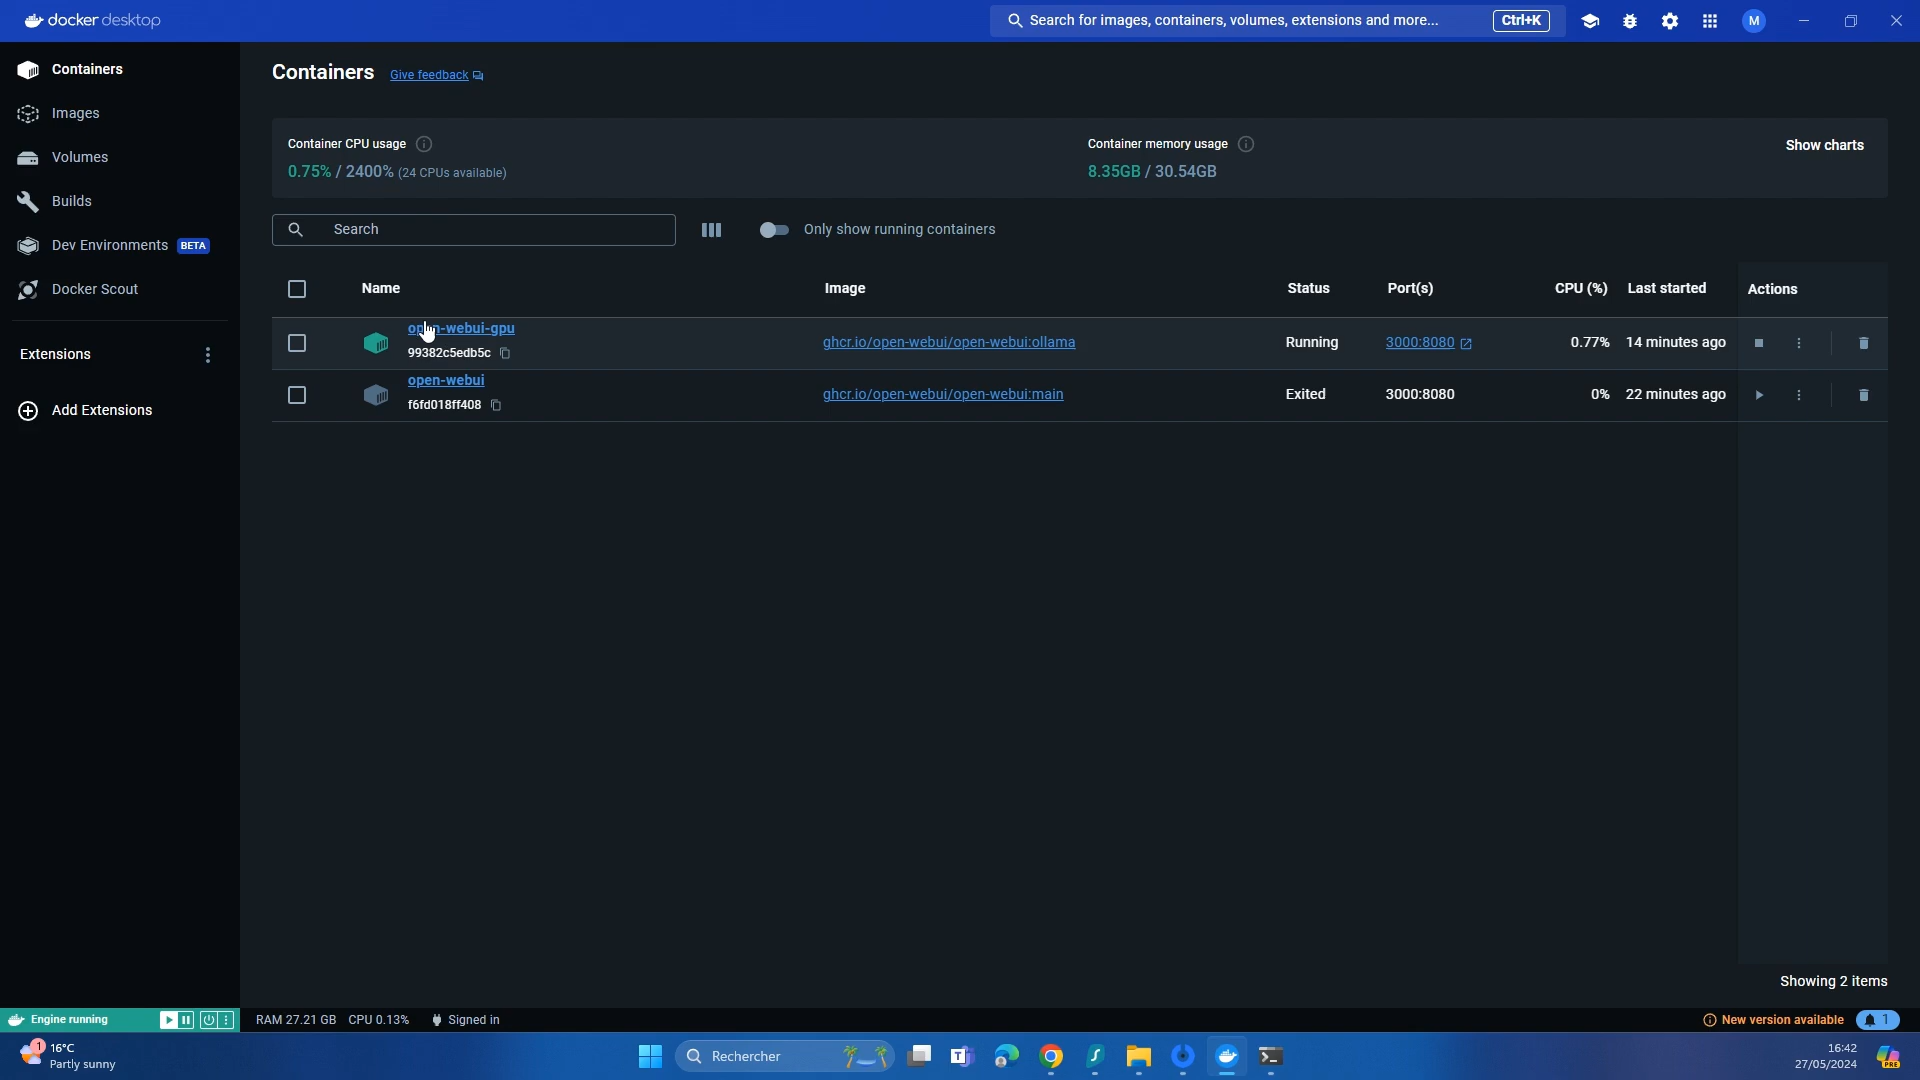 docker desktop
Search for images, containers, volumes, extensions and more...
Ctrl+K
M
Containers
Images
Volumes
Builds
Dev Environments BETA
Docker Scout
Extensions
Add Extensions
Containers
Give feedback
Container CPU usage
0.75% / 2400% (24 CPUs available)
Container memory usage
8.35GB / 30.54GB
Show charts
Search
Only show running containers
Name Image Status Port(s) CPU (%) Last started Actions
open-webui-gpu
99382c5edb5c
ghcr.io/open-webui/open-webui:ollama
Running
3000:8080
0.77%
14 minutes ago
open-webui
f6fd018ff408
ghcr.io/open-webui/open-webui:main
Exited
3000:8080
0%
22 minutes ago
Showing 2 items
Engine running
RAM 27.21 GB CPU 0.13% Signed in
New version available
1
1
16°C
Partly sunny
Rechercher
16:42
27/05/2024
PRE